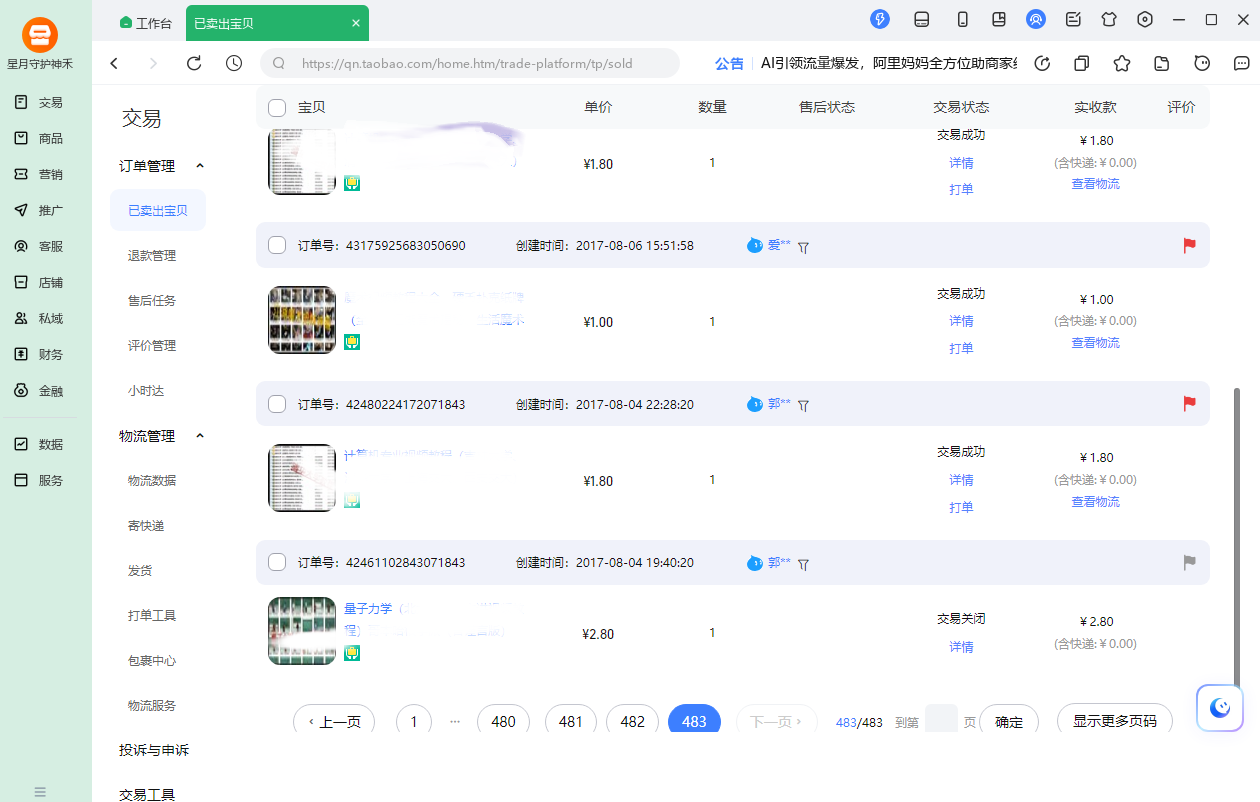 工作台
已卖出宝贝
星月守护神禾
https://qn.taobao.com/home.htm/trade-platform/tp/sold
公告
AI引领流量爆发，阿里妈妈全方位助商家
交易
商品
营销
推广
客服
店铺
私域
财务
金融
数据
服务
交易
订单管理
已卖出宝贝
退款管理
售后任务
评价管理
小时达
物流管理
物流数据
寄快递
发货
打单工具
包裹中心
物流服务
投诉与申诉
交易工具
宝贝 单价 数量 售后状态 交易状态 实收款 评价
¥1.80 1 交易成功 ¥1.80
详情 (含快递:¥0.00)
打单 查看物流
订单号：43175925683050690 创建时间：2017-08-06 15:51:58 爱**
¥1.00 1 交易成功 ¥1.00
详情 (含快递:¥0.00)
打单 查看物流
订单号：42480224172071843 创建时间：2017-08-04 22:28:20 郭**
计算机
¥1.80 1 交易成功 ¥1.80
详情 (含快递:¥0.00)
打单 查看物流
订单号：42461102843071843 创建时间：2017-08-04 19:40:20 郭**
量子力学（
程）
¥2.80 1 交易关闭 ¥2.80
详情 (含快递:¥0.00)
‹ 上一页 1 ··· 480 481 482 483 下一页 › 483/483 到第 页 确定 显示更多页码